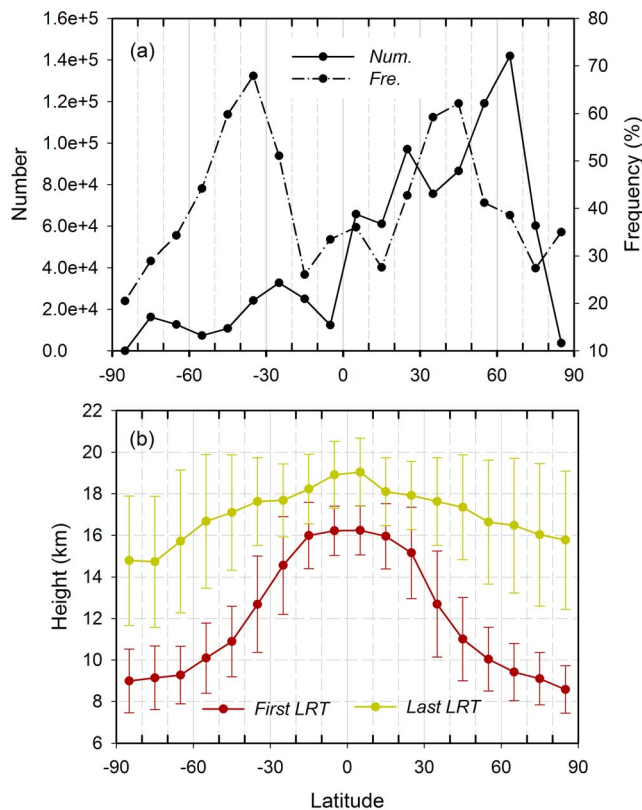 (a)
Num.
Fre.
1.6e+5
1.4e+5
1.2e+5
1.0e+5
8.0e+4
6.0e+4
4.0e+4
2.0e+4
0.0
Number
80
70
60
50
40
30
20
10
Frequency (%)
-90 -60 -30 0 30 60 90
(b)
22
20
18
16
14
12
10
8
6
Height (km)
First LRT Last LRT
-90 -60 -30 0 30 60 90
Latitude